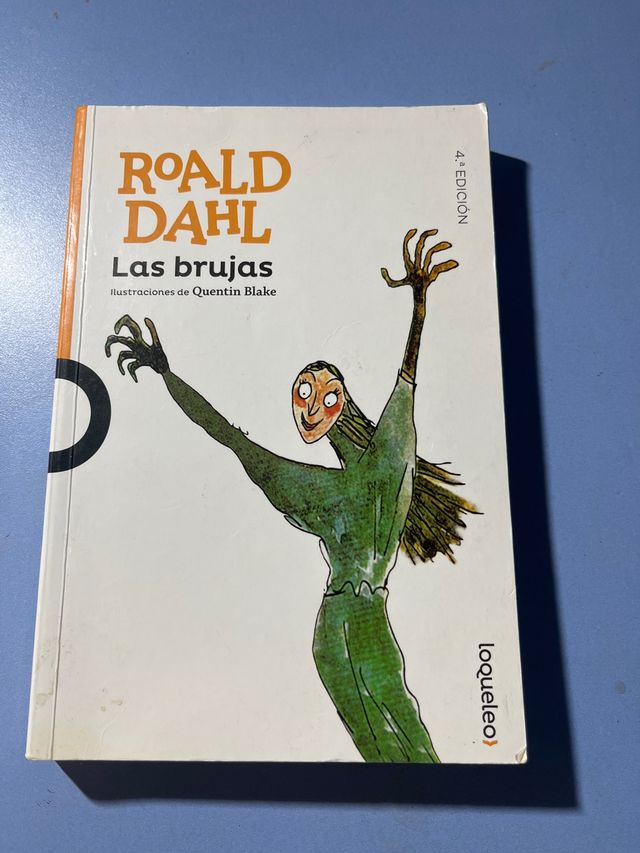 ROALD
DAHL
Las brujas
Ilustraciones de Quentin Blake
4.ª EDICIÓN
loqueleo